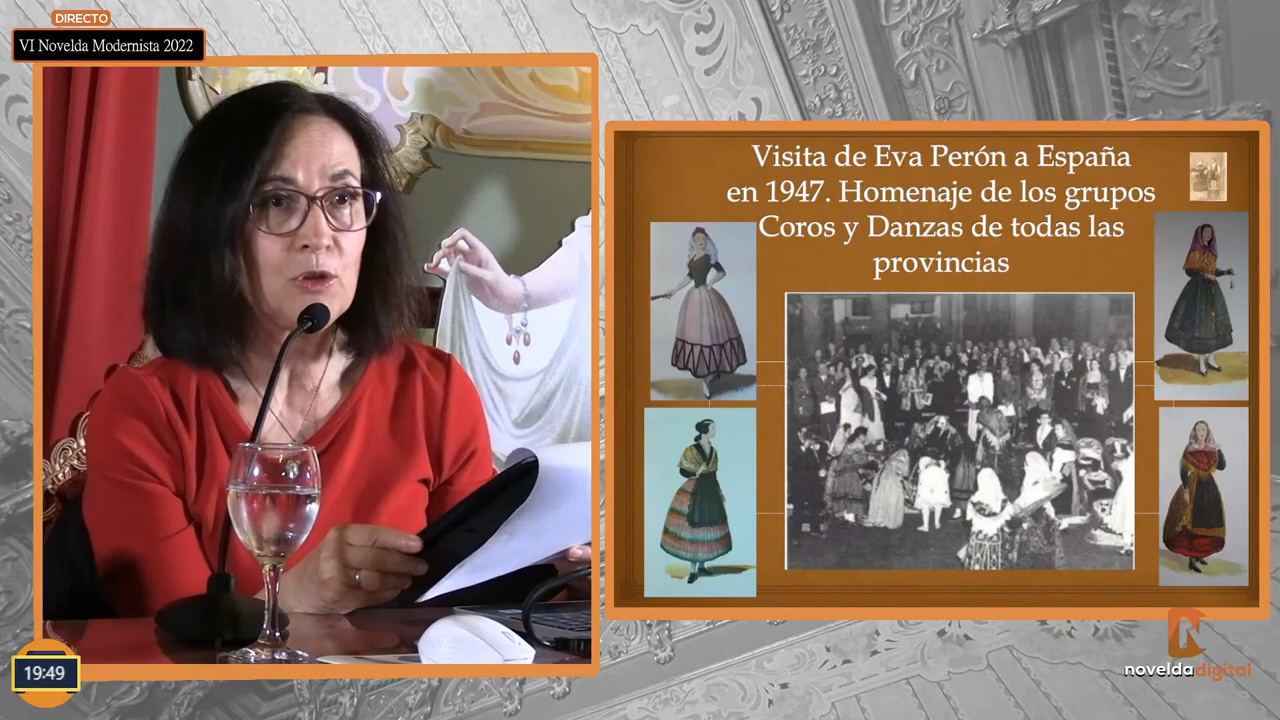 DIRECTO
VI Novelda Modernista 2022
Visita de Eva Perón a España
en 1947. Homenaje de los grupos
Coros y Danzas de todas las
provincias
19:49
noveldadigital